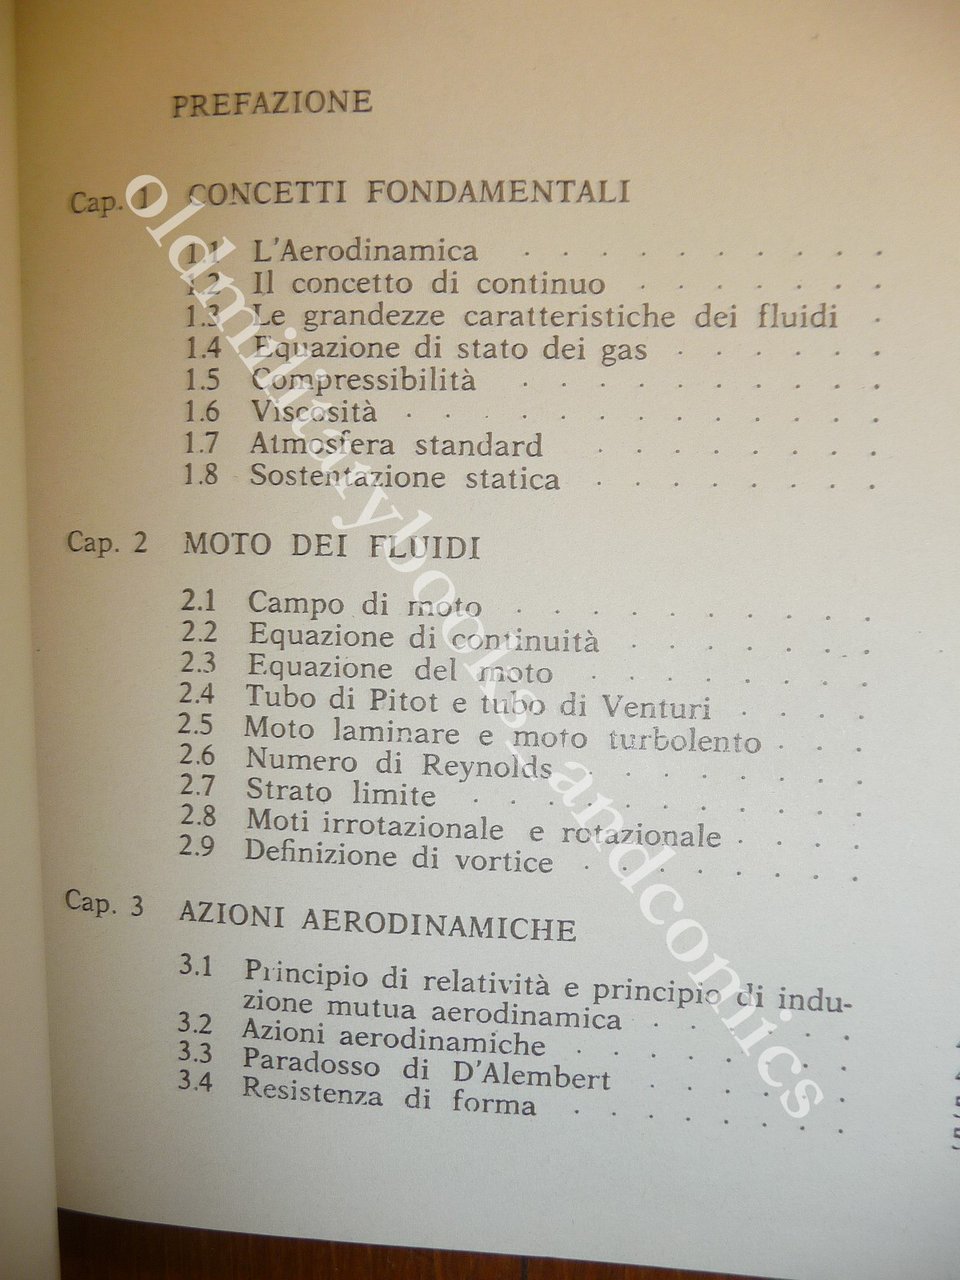 PREFAZIONE
Cap. 1 CONCETTI FONDAMENTALI
1.1 L'Aerodinamica . . . . . . . . . .
1.2 Il concetto di continuo . . . . . . .
1.3 Le grandezze caratteristiche dei fluidi .
1.4 Equazione di stato dei gas . . . . . .
1.5 Compressibilità . . . . . . . . . .
1.6 Viscosità . . . . . . . . . . . . .
1.7 Atmosfera standard . . . . . . . .
1.8 Sostentazione statica . . . . . . . .
Cap. 2 MOTO DEI FLUIDI
2.1 Campo di moto . . . . . . . . . .
2.2 Equazione di continuità . . . . . . .
2.3 Equazione del moto . . . . . . . .
2.4 Tubo di Pitot e tubo di Venturi . . . .
2.5 Moto laminare e moto turbolento . . .
2.6 Numero di Reynolds . . . . . . . .
2.7 Strato limite . . . . . . . . . . .
2.8 Moti irrotazionale e rotazionale . . . .
2.9 Definizione di vortice . . . . . . . .
Cap. 3 AZIONI AERODINAMICHE
3.1 Principio di relatività e principio di indu-
zione mutua aerodinamica . . . . . .
3.2 Azioni aerodinamiche . . . . . . . .
3.3 Paradosso di D'Alembert . . . . . .
3.4 Resistenza di forma . . . . . . . .
oldmilitarybooks_andcomics